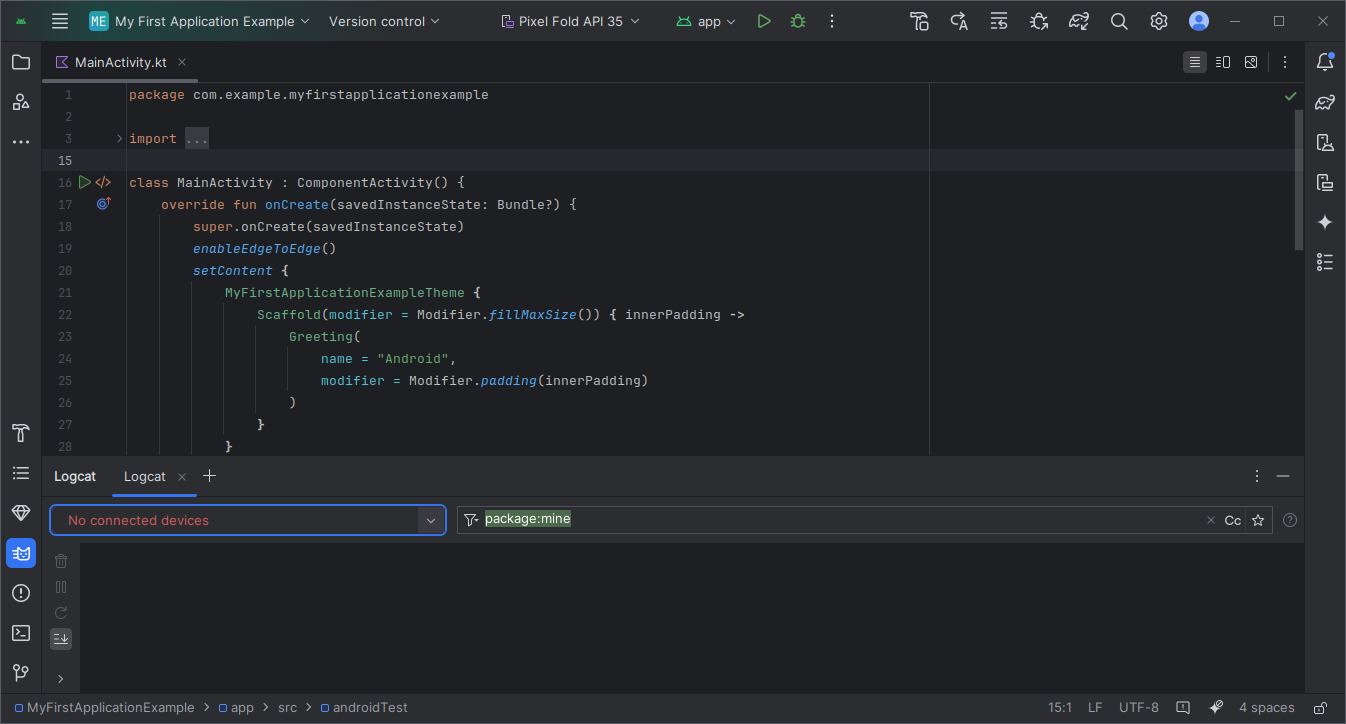 ME My First Application Example Version control Pixel Fold API 35 app
MainActivity.kt
1 package com.example.myfirstapplicationexample
2
3 import ...
15
16 class MainActivity : ComponentActivity() {
17 override fun onCreate(savedInstanceState: Bundle?) {
18 super.onCreate(savedInstanceState)
19 enableEdgeToEdge()
20 setContent {
21 MyFirstApplicationExampleTheme {
22 Scaffold(modifier = Modifier.fillMaxSize()) { innerPadding ->
23 Greeting(
24 name = "Android",
25 modifier = Modifier.padding(innerPadding)
26 )
27 }
28 }
Logcat Logcat
No connected devices package:mine Cc
MyFirstApplicationExample > app > src > androidTest 15:1 LF UTF-8 4 spaces